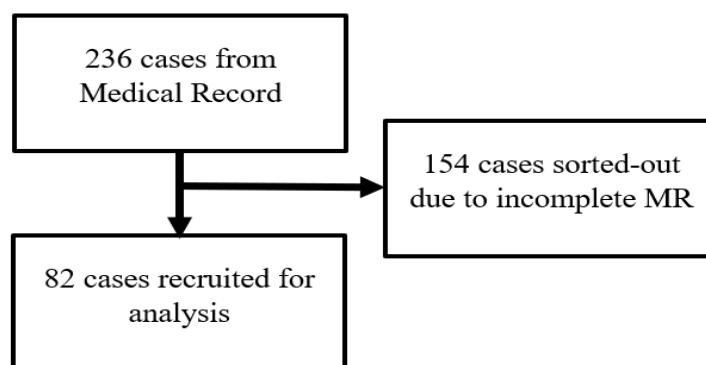 236 cases from
Medical Record
154 cases sorted-out
due to incomplete MR
82 cases recruited for
analysis